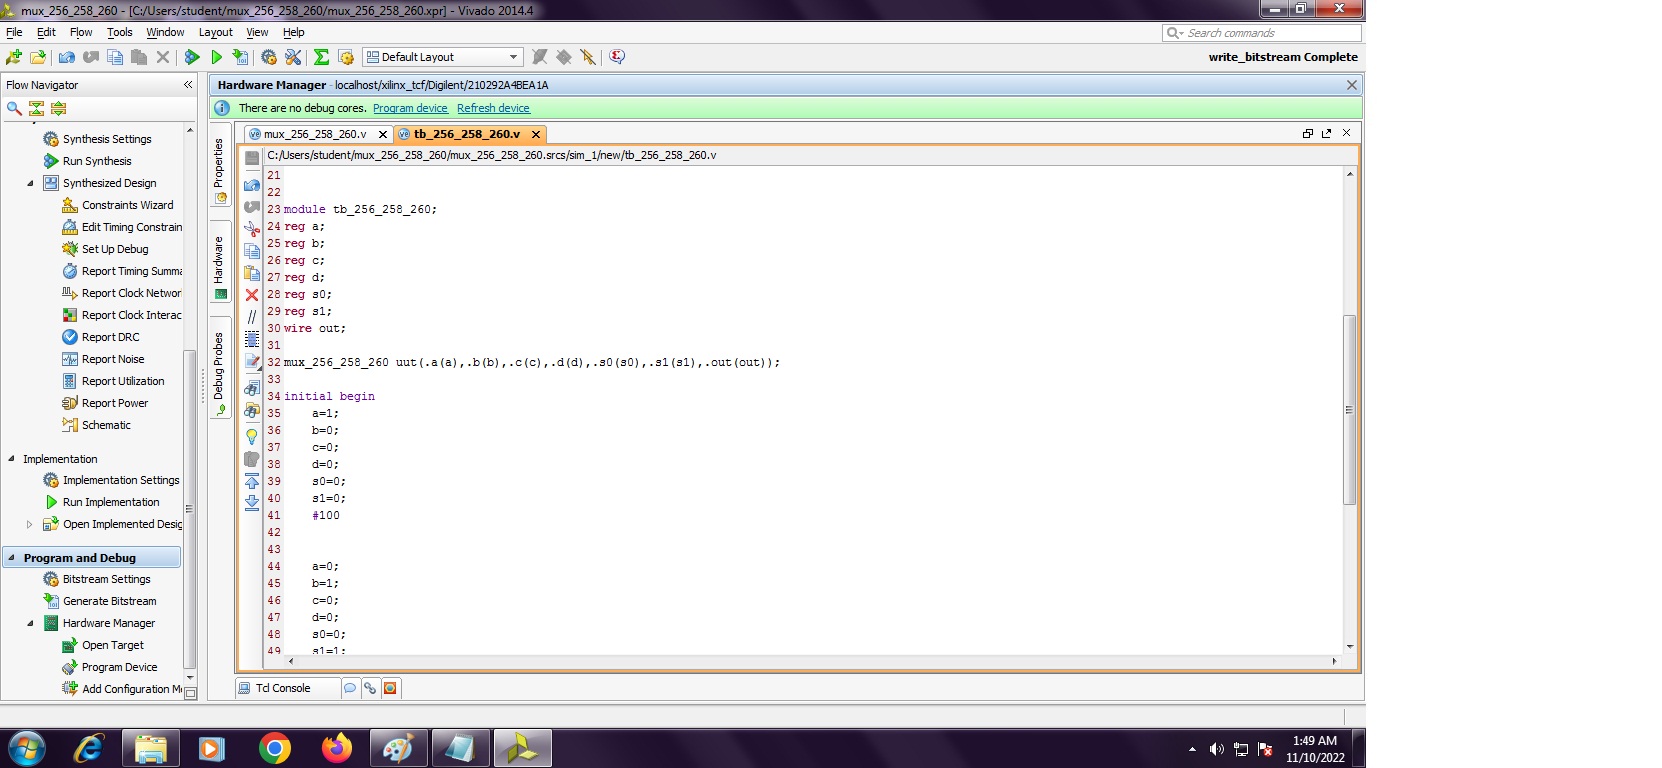 mux_256_258_260 - [C:/Users/student/mux_256_258_260/mux_256_258_260.xpr] - Vivado 2014.4
File Edit Flow Tools Window Layout View Help
Search commands
Default Layout
write_bitstream Complete
Flow Navigator
Synthesis Settings
Run Synthesis
Synthesized Design
Constraints Wizard
Edit Timing Constrain
Set Up Debug
Report Timing Summa
Report Clock Networ
Report Clock Interac
Report DRC
Report Noise
Report Utilization
Report Power
Schematic
Implementation
Implementation Settings
Run Implementation
Open Implemented Desig
Program and Debug
Bitstream Settings
Generate Bitstream
Hardware Manager
Open Target
Program Device
Add Configuration M
Hardware Manager - localhost/xilinx_tcf/Digilent/210292A4BEA1A
There are no debug cores. Program device Refresh device
Properties
Hardware
Debug Probes
mux_256_258_260.v
tb_256_258_260.v
C:/Users/student/mux_256_258_260/mux_256_258_260.srcs/sim_1/new/tb_256_258_260.v
21
22
23 module tb_256_258_260;
24 reg a;
25 reg b;
26 reg c;
27 reg d;
28 reg s0;
29 reg s1;
30 wire out;
31
32 mux_256_258_260 uut(.a(a),.b(b),.c(c),.d(d),.s0(s0),.s1(s1),.out(out));
33
34 initial begin
35 a=1;
36 b=0;
37 c=0;
38 d=0;
39 s0=0;
40 s1=0;
41 #100
42
43
44 a=0;
45 b=1;
46 c=0;
47 d=0;
48 s0=0;
49 s1=1;
Tcl Console
1:49 AM
11/10/2022